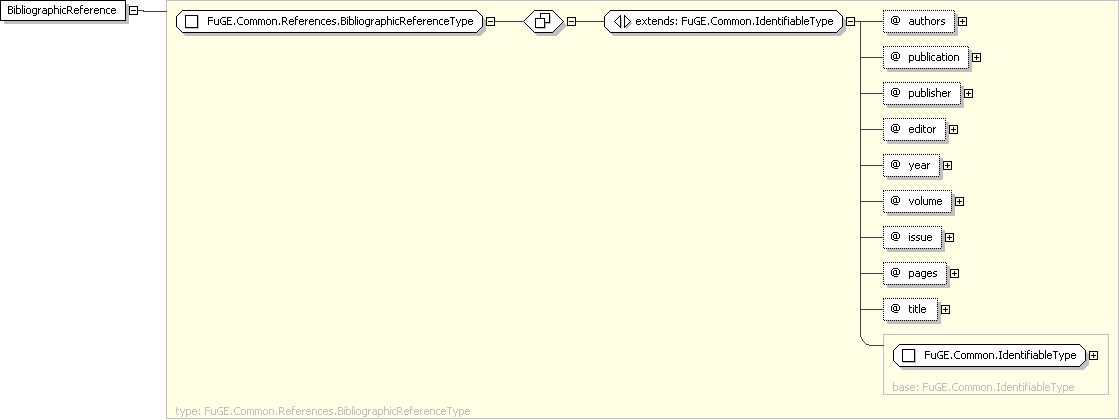 BibliographicReference
FuGE.Common.References.BibliographicReferenceType
extends: FuGE.Common.IdentifiableType
@ authors
@ publication
@ publisher
@ editor
@ year
@ volume
@ issue
@ pages
@ title
FuGE.Common.IdentifiableType
base: FuGE.Common.IdentifiableType
type: FuGE.Common.References.BibliographicReferenceType